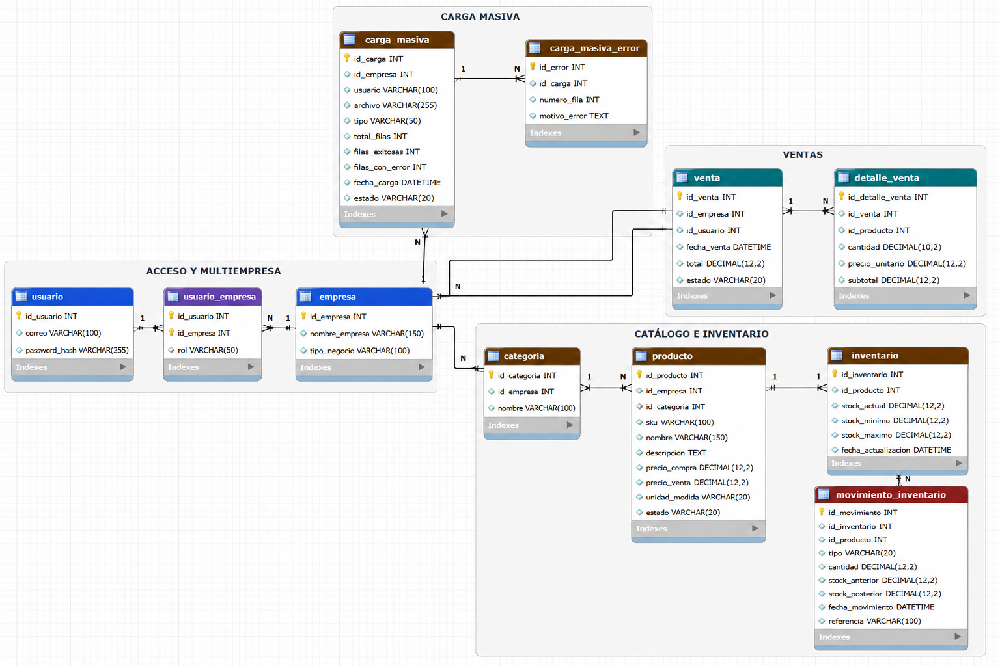 CARGA MASIVA
carga_masiva
id_carga INT
id_empresa INT
usuario VARCHAR(100)
archivo VARCHAR(255)
tipo VARCHAR(50)
total_filas INT
filas_exitosas INT
filas_con_error INT
fecha_carga DATETIME
estado VARCHAR(20)
Indexes
1
N
carga_masiva_error
id_error INT
id_carga INT
numero_fila INT
motivo_error TEXT
Indexes
N
1
VENTAS
venta
id_venta INT
id_empresa INT
id_usuario INT
fecha_venta DATETIME
total DECIMAL(12,2)
estado VARCHAR(20)
Indexes
1
N
detalle_venta
id_detalle_venta INT
id_venta INT
id_producto INT
cantidad DECIMAL(10,2)
precio_unitario DECIMAL(12,2)
subtotal DECIMAL(12,2)
Indexes
ACCESO Y MULTIEMPRESA
usuario
id_usuario INT
correo VARCHAR(100)
password_hash VARCHAR(255)
Indexes
1
usuario_empresa
id_usuario INT
id_empresa INT
rol VARCHAR(50)
Indexes
N
1
empresa
id_empresa INT
nombre_empresa VARCHAR(150)
tipo_negocio VARCHAR(100)
Indexes
N
N
CATÁLOGO E INVENTARIO
categoria
id_categoria INT
id_empresa INT
nombre VARCHAR(100)
Indexes
1
N
producto
id_producto INT
id_empresa INT
id_categoria INT
sku VARCHAR(100)
nombre VARCHAR(150)
descripcion TEXT
precio_compra DECIMAL(12,2)
precio_venta DECIMAL(12,2)
unidad_medida VARCHAR(20)
estado VARCHAR(20)
Indexes
1
1
inventario
id_inventario INT
id_producto INT
stock_actual DECIMAL(12,2)
stock_minimo DECIMAL(12,2)
stock_maximo DECIMAL(12,2)
fecha_actualizacion DATETIME
Indexes
N
movimiento_inventario
id_movimiento INT
id_inventario INT
id_producto INT
tipo VARCHAR(20)
cantidad DECIMAL(12,2)
stock_anterior DECIMAL(12,2)
stock_posterior DECIMAL(12,2)
fecha_movimiento DATETIME
referencia VARCHAR(100)
Indexes